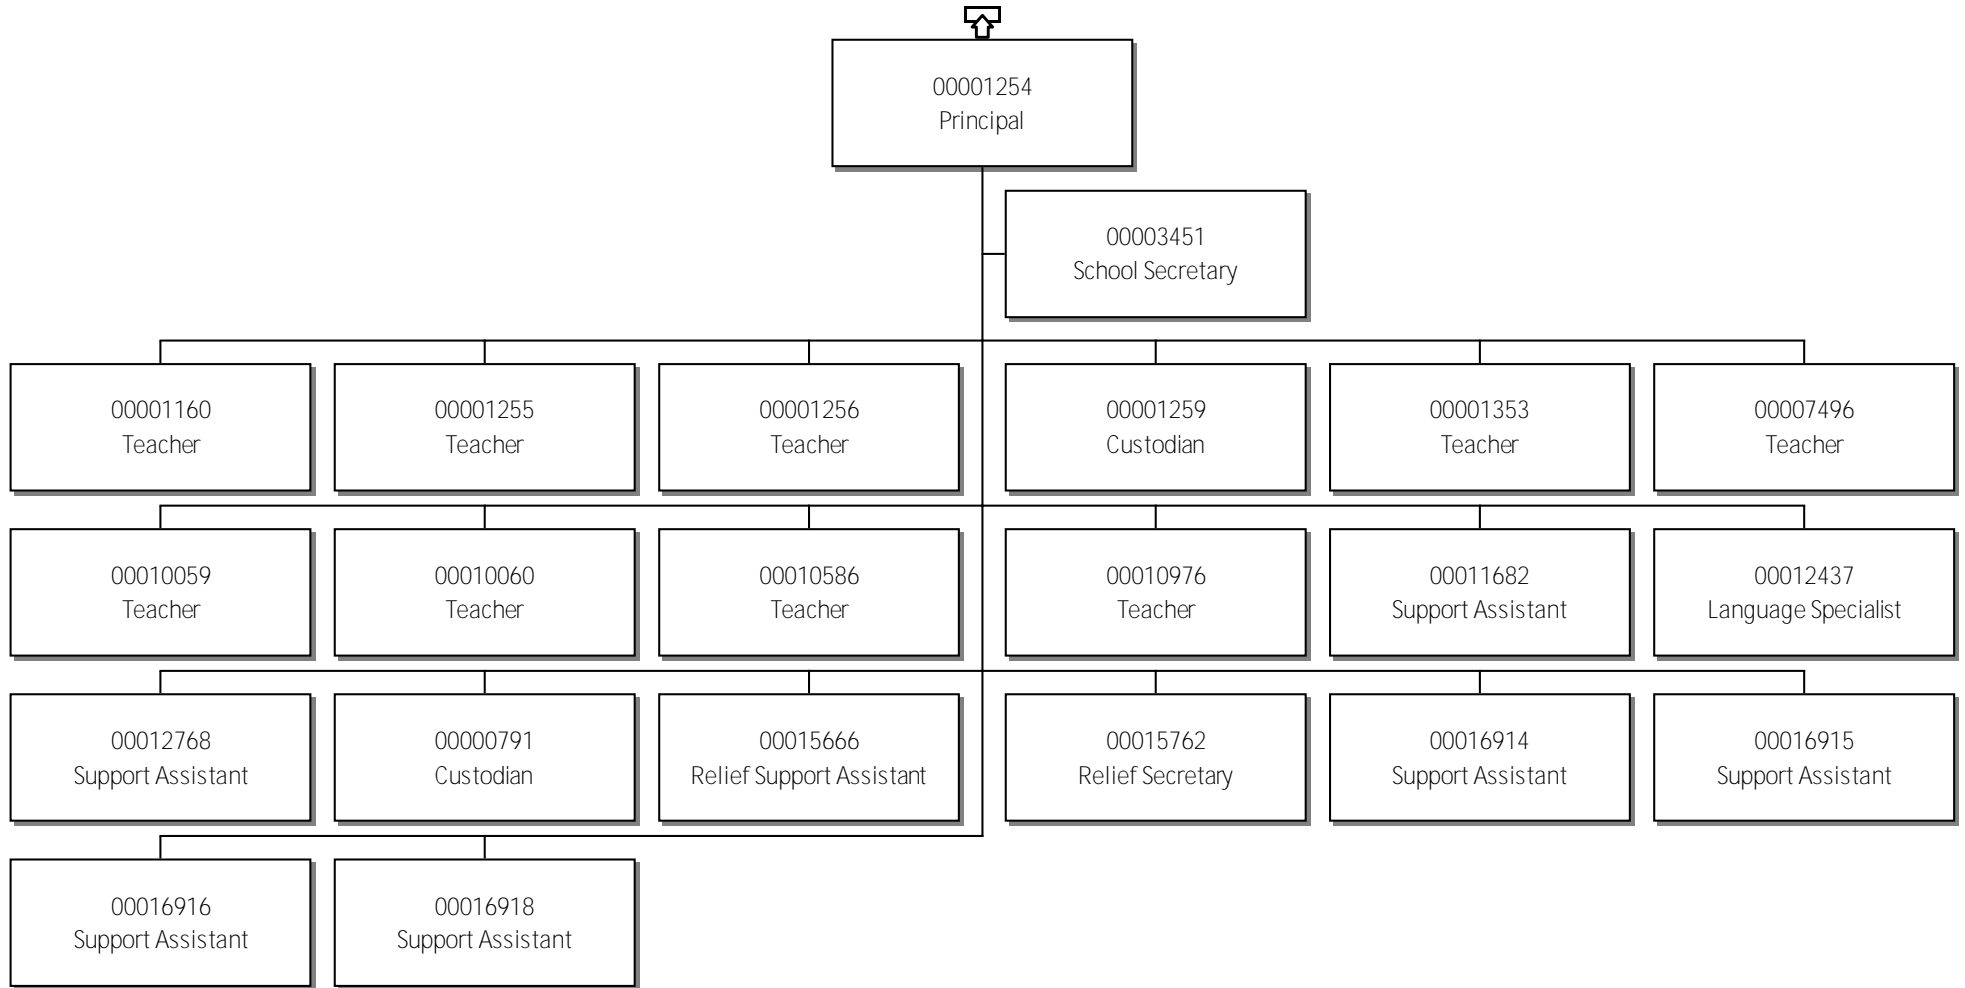 00001254
Principal
00003451
School Secretary
00001160
Teacher
00001255
Teacher
00001256
Teacher
00001259
Custodian
00001353
Teacher
00007496
Teacher
00010059
Teacher
00010060
Teacher
00010586
Teacher
00010976
Teacher
00011682
Support Assistant
00012437
Language Specialist
00012768
Support Assistant
00000791
Custodian
00015666
Relief Support Assistant
00015762
Relief Secretary
00016914
Support Assistant
00016915
Support Assistant
00016916
Support Assistant
00016918
Support Assistant